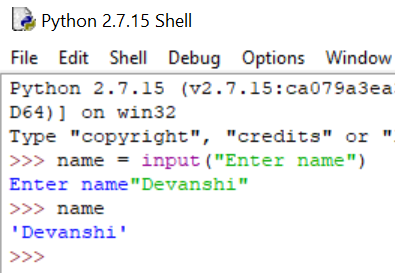 Python 2.7.15 Shell
File Edit Shell Debug Options Window
Python 2.7.15 (v2.7.15:ca079a3ea
D64)] on win32
Type "copyright", "credits" or "
>>> name = input("Enter name")
Enter name"Devanshi"
>>> name
'Devanshi'
>>>